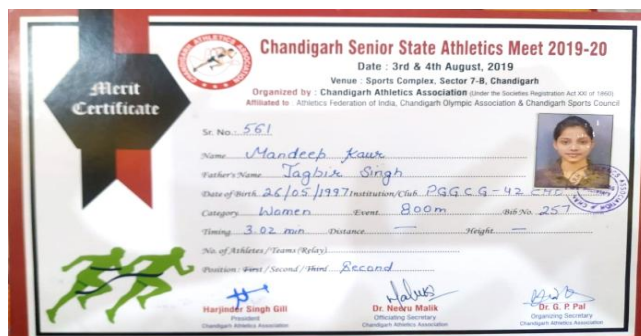 Merit
Certificate
CHANDIGARH ATHLETICS ASSOCIATION
Chandigarh Senior State Athletics Meet 2019-20
Date : 3rd & 4th August, 2019
Venue : Sports Complex, Sector 7-B, Chandigarh
Organized by : Chandigarh Athletics Association (Under the Societies Registration Act XXI of 1860)
Affiliated to : Athletics Federation of India, Chandigarh Olympic Association & Chandigarh Sports Council
Sr. No.: 561
Name Mandeep Kaur
Father's Name Jagbir Singh
Date of Birth 26/05/1997 Institution/Club PGGCG-42 CHD
Category Women Event 800m Bib No 257
Timing 3.02 min Distance — Height —
No. of Athletes/Teams (Relay)
Position : First / Second / Third Second
Harjinder Singh Gill
President
Chandigarh Athletics Association
Dr. Neeru Malik
Officiating Secretary
Chandigarh Athletics Association
Dr. G. P. Pal
Organizing Secretary
Chandigarh Athletics Association